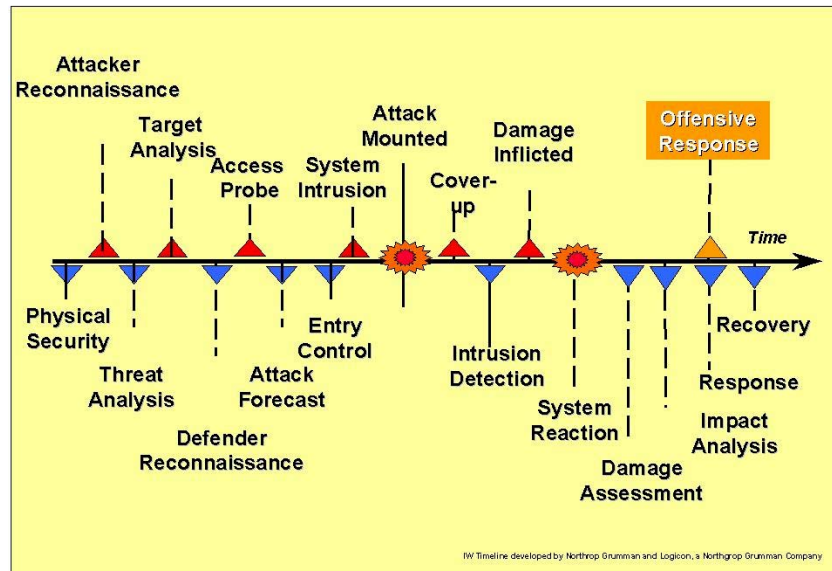 Attacker
Reconnaissance
Target
Analysis
Access
Probe
System
Intrusion
Attack
Mounted
Cover-
up
Damage
Inflicted
Offensive
Response
Time
Physical
Security
Threat
Analysis
Defender
Reconnaissance
Attack
Forecast
Entry
Control
Intrusion
Detection
System
Reaction
Damage
Assessment
Impact
Analysis
Response
Recovery
IW Timeline developed by Northrop Grumman and Logicon, a Northgrop Grumman Company